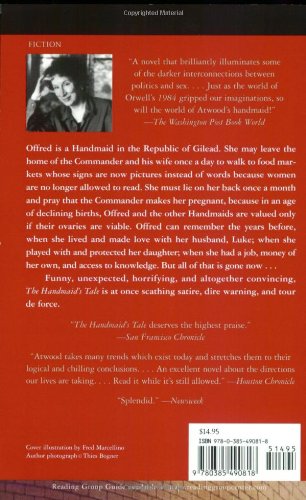 FICTION
"A novel that brilliantly illuminates some
of the darker interconnections between
politics and sex. . . . Just as the world of
Orwell's 1984 gripped our imaginations, so
will the world of Atwood's handmaid!"
—The Washington Post Book World
Offred is a Handmaid in the Republic of Gilead. She may leave the
home of the Commander and his wife once a day to walk to food mar-
kets whose signs are now pictures instead of words because women
are no longer allowed to read. She must lie on her back once a month
and pray that the Commander makes her pregnant, because in an age
of declining births, Offred and the other Handmaids are valued only
if their ovaries are viable. Offred can remember the years before,
when she lived and made love with her husband, Luke; when she
played with and protected her daughter; when she had a job, money
of her own, and access to knowledge. But all of that is gone now . . .
Funny, unexpected, horrifying, and altogether convincing,
The Handmaid's Tale is at once scathing satire, dire warning, and tour
de force.
"The Handmaid's Tale deserves the highest praise."
—San Francisco Chronicle
"Atwood takes many trends which exist today and stretches them to their
logical and chilling conclusions. . . . An excellent novel about the directions
our lives are taking. . . . Read it while it's still allowed." —Houston Chronicle
"Splendid." —Newsweek
Cover illustration by Fred Marcellino
Author photograph © Thies Bogner
$14.95
ISBN 978-0-385-49081-8
51495
9780385490818
Reading Group Guide available at www.readinggroupcenter.com